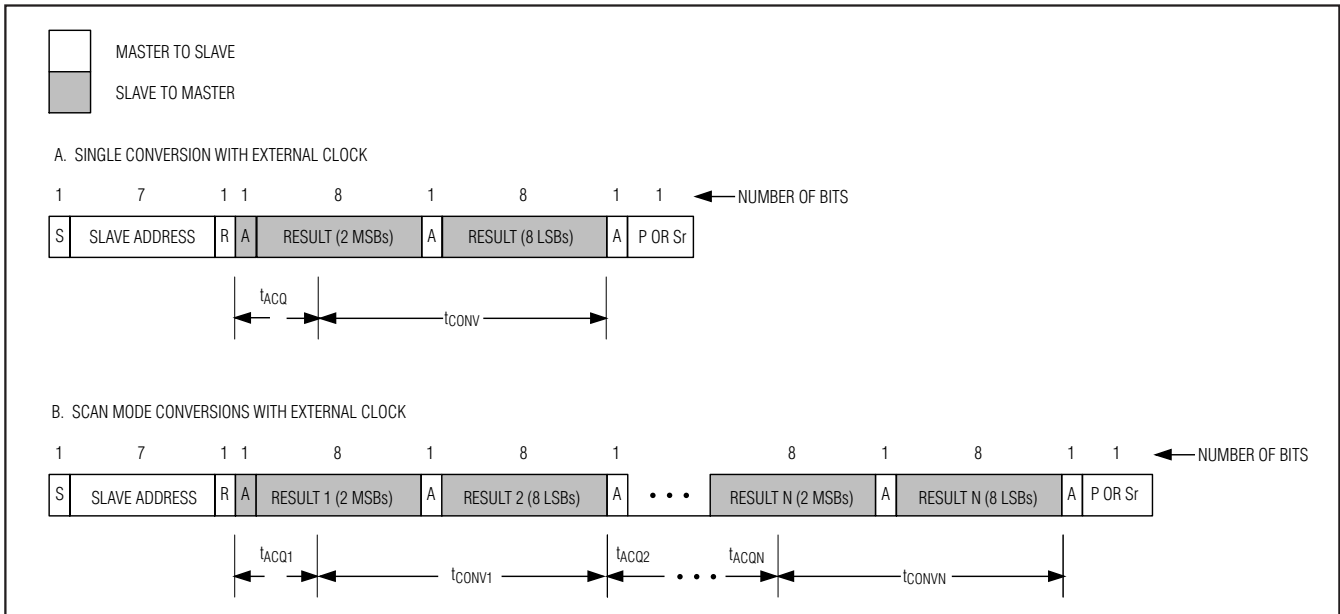 MASTER TO SLAVE
SLAVE TO MASTER
A. SINGLE CONVERSION WITH EXTERNAL CLOCK
1 7 1 1 8 1 8 1 1 NUMBER OF BITS
S SLAVE ADDRESS R A RESULT (2 MSBs) A RESULT (8 LSBs) A P OR Sr
tACQ
tCONV
B. SCAN MODE CONVERSIONS WITH EXTERNAL CLOCK
1 7 1 1 8 1 8 1 8 1 8 1 1 NUMBER OF BITS
S SLAVE ADDRESS R A RESULT 1 (2 MSBs) A RESULT 2 (8 LSBs) A • • • RESULT N (2 MSBs) A RESULT N (8 LSBs) A P OR Sr
tACQ1 tACQ2 tACQN
tCONV1 • • • tCONVN